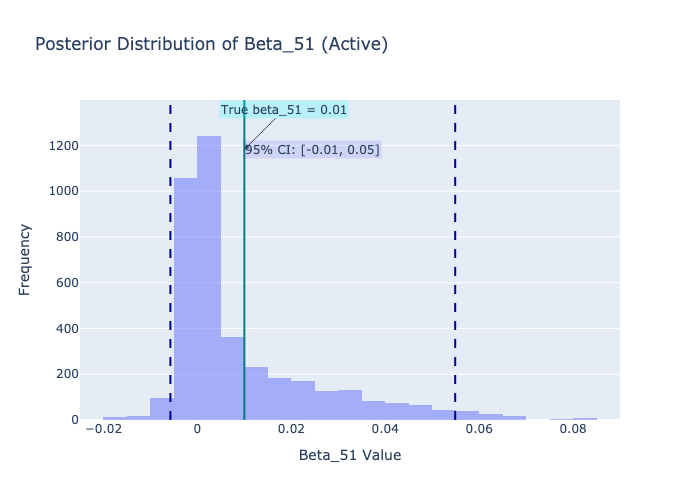 Posterior Distribution of Beta_51 (Active)
True beta_51 = 0.01
95% CI: [-0.01, 0.05]
1200
1000
800
600
400
200
0
Frequency
−0.02
0
0.02
0.04
0.06
0.08
Beta_51 Value